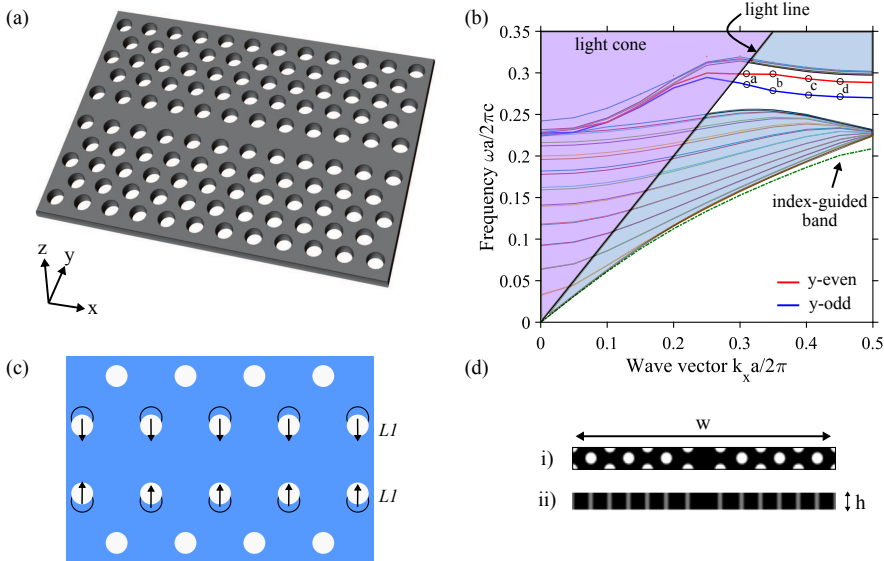 (a)
z
y
x
(b)
light line
light cone
0.35
0.3
0.25
0.2
0.15
0.1
0.05
0
Frequency ωa/2πc
a
b
c
d
index-guided
band
y-even
y-odd
0
0.1
0.2
0.3
0.4
0.5
Wave vector kₓa/2π
(c)
L1
L1
(d)
w
i)
ii)
h